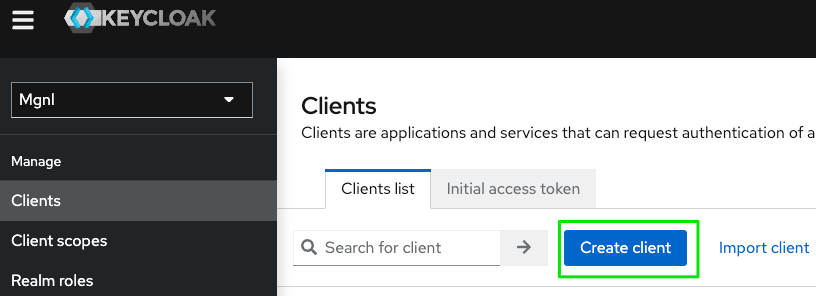 KEYCLOAK
Mgnl
Manage
Clients
Client scopes
Realm roles
Clients
Clients are applications and services that can request authentication of a
Clients list
Initial access token
Search for client
Create client
Import client